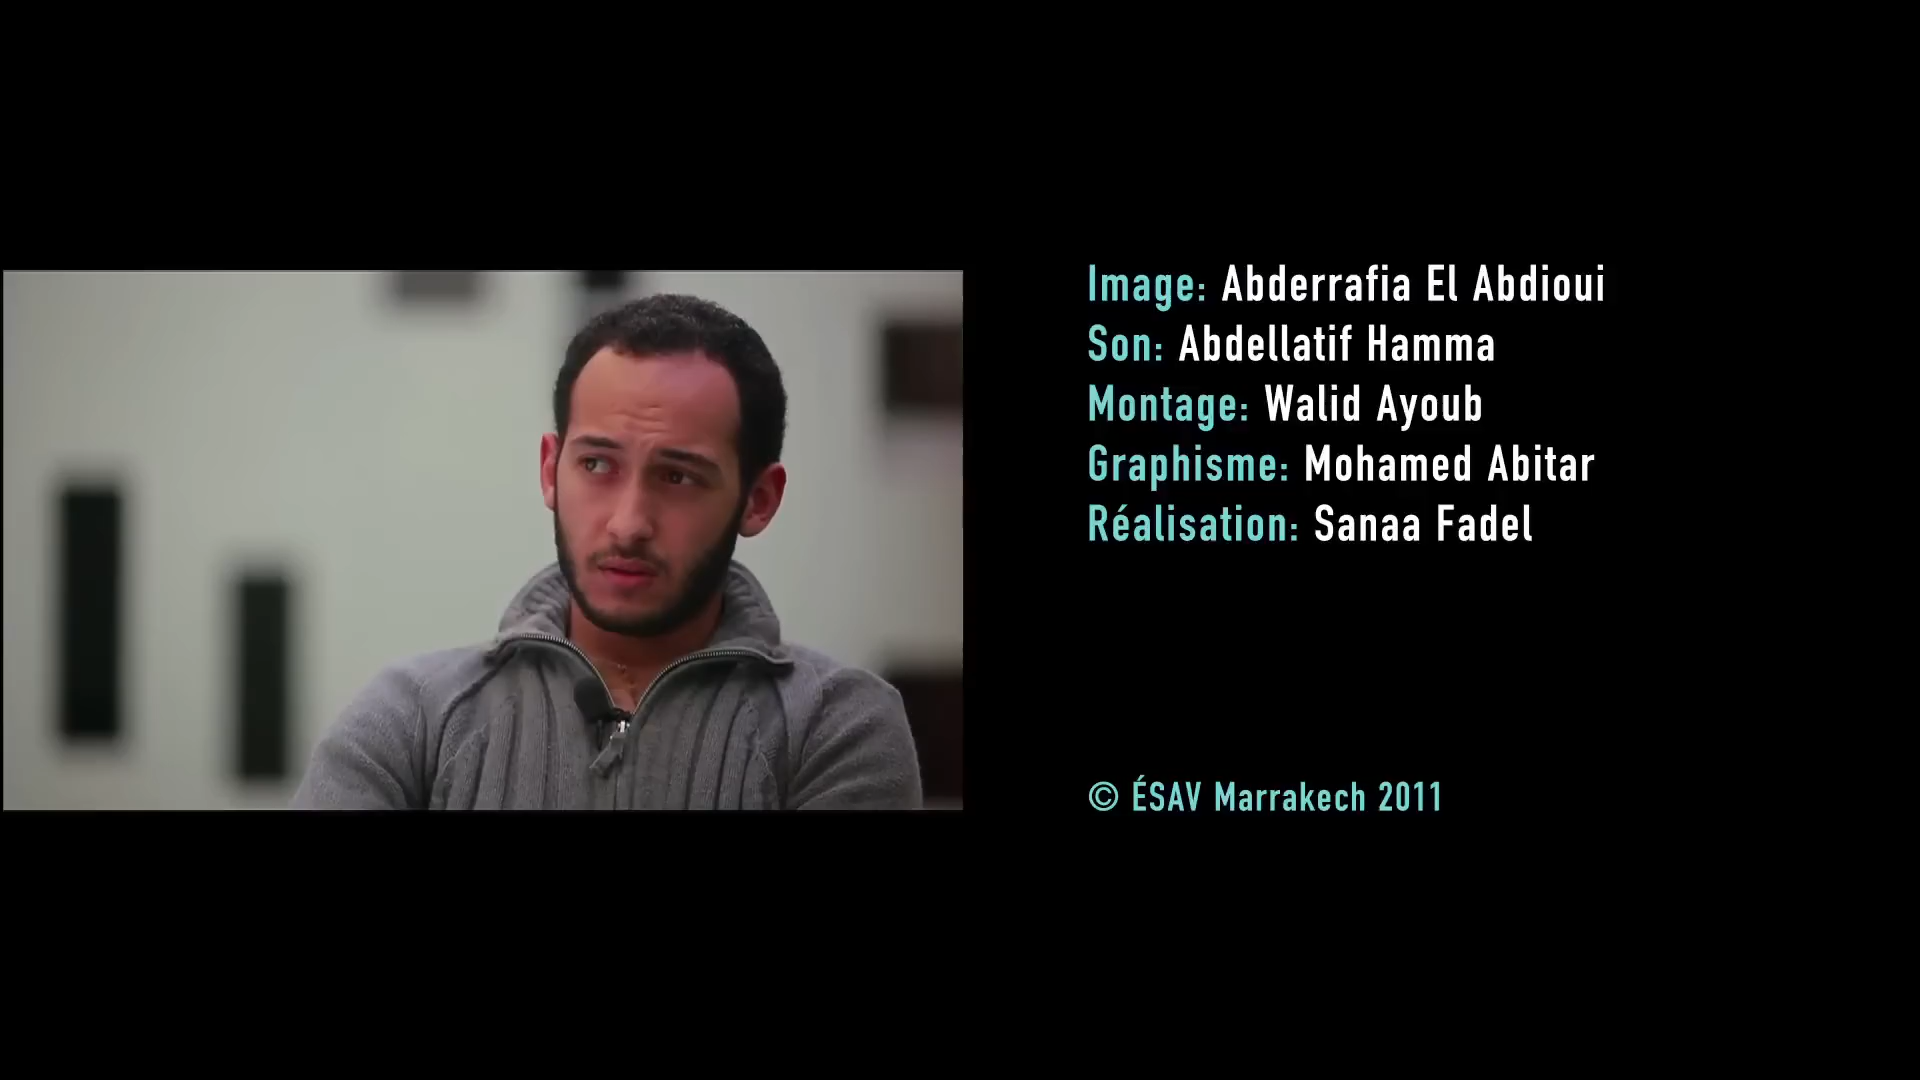 Image: Abderrafia El Abdioui
Son: Abdellatif Hamma
Montage: Walid Ayoub
Graphisme: Mohamed Abitar
Réalisation: Sanaa Fadel
© ÉSAV Marrakech 2011